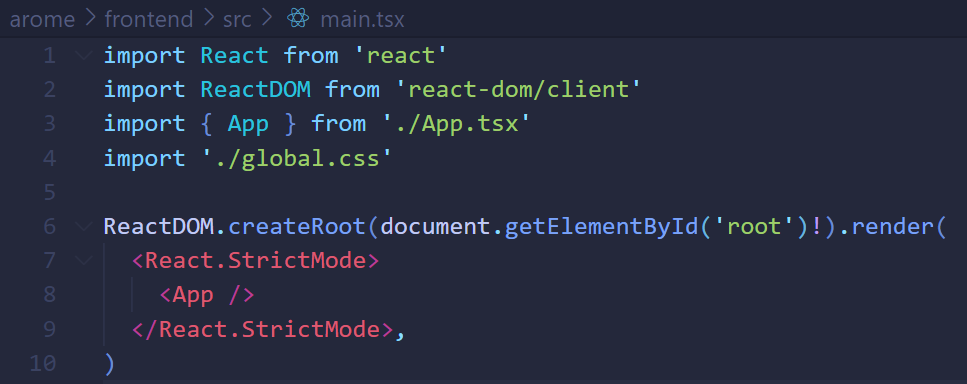 arome > frontend > src > main.tsx
1 import React from 'react'
2 import ReactDOM from 'react-dom/client'
3 import { App } from './App.tsx'
4 import './global.css'
5
6 ReactDOM.createRoot(document.getElementById('root')!).render(
7   <React.StrictMode>
8     <App />
9   </React.StrictMode>,
10 )